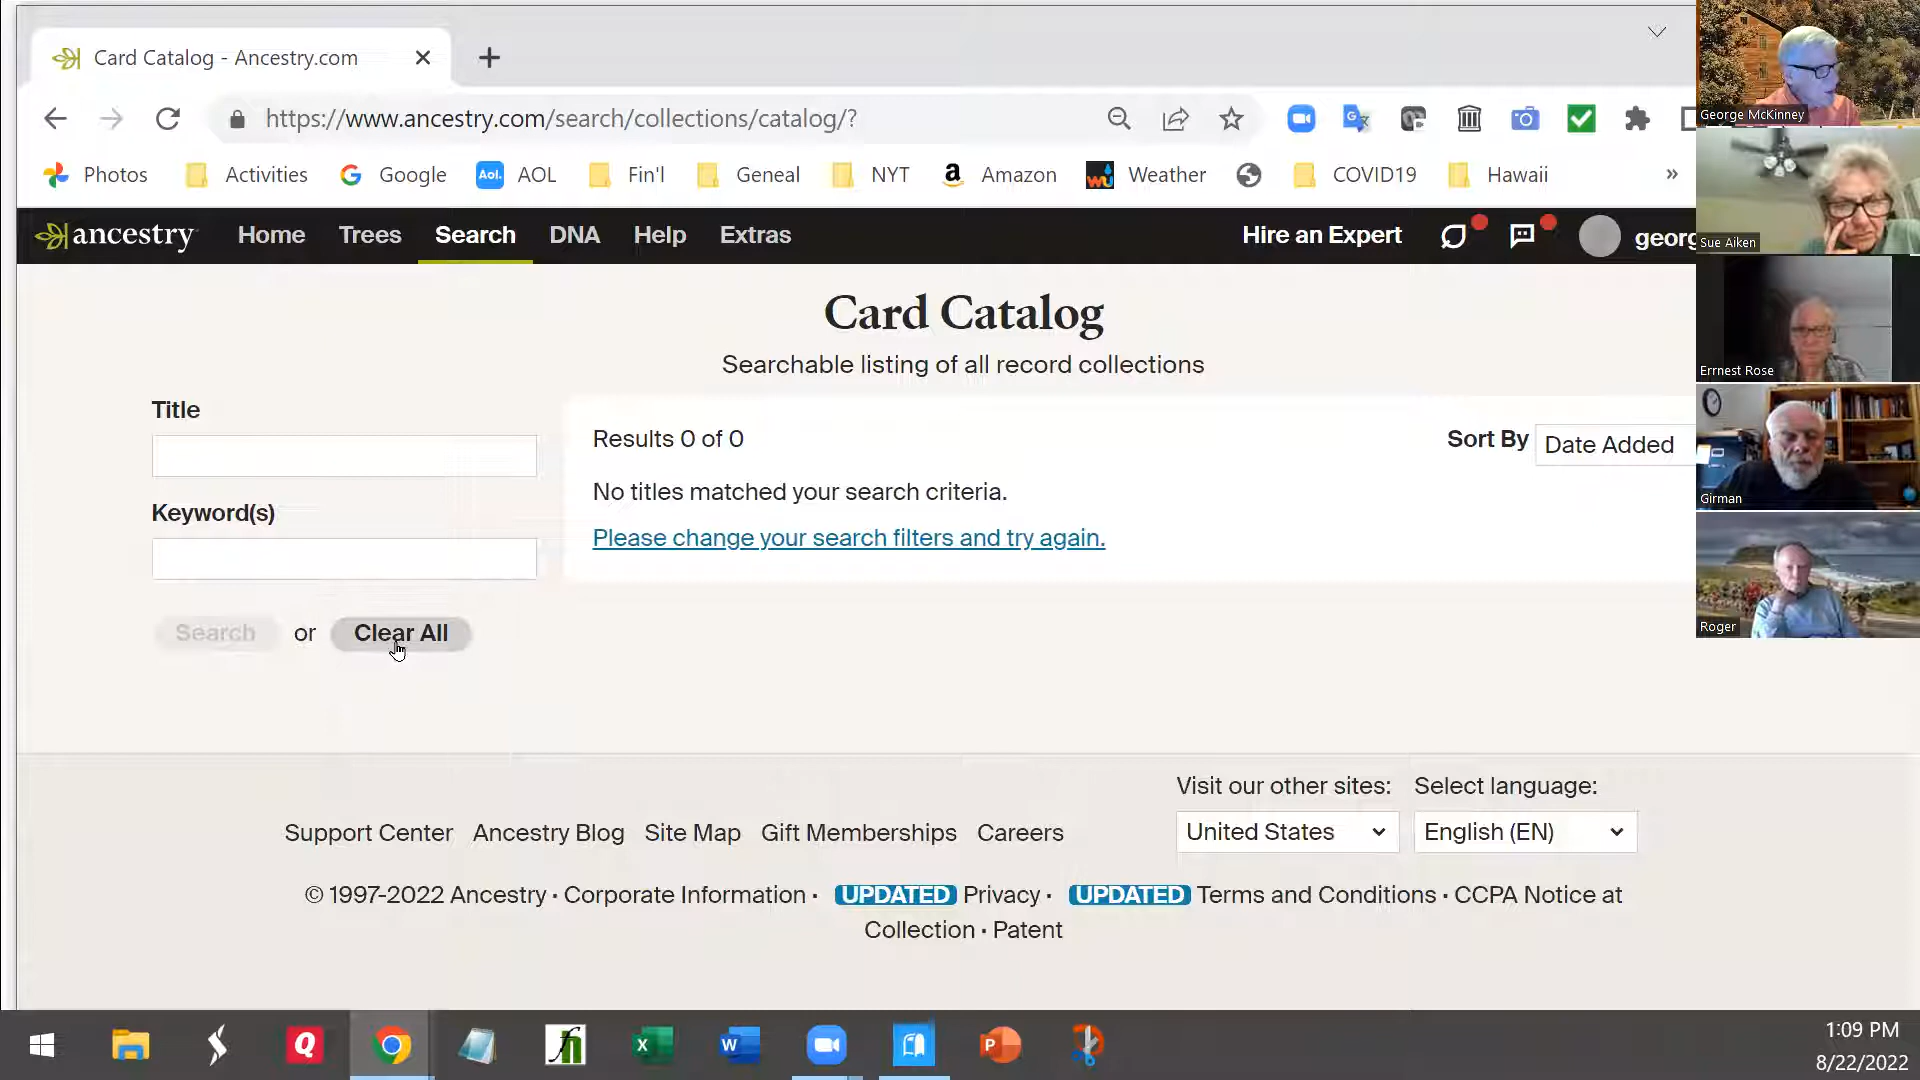 Card Catalog - Ancestry.com
https://www.ancestry.com/search/collections/catalog/?
Photos Activities Google Aol. AOL Fin'l Geneal NYT a Amazon wu Weather COVID19 Hawaii »
ancestry Home Trees Search DNA Help Extras Hire an Expert georg
Card Catalog
Searchable listing of all record collections
Title
Results 0 of 0
Sort By Date Added
No titles matched your search criteria.
Keyword(s)
Please change your search filters and try again.
Search or Clear All
Visit our other sites: Select language:
Support Center Ancestry Blog Site Map Gift Memberships Careers United States English (EN)
© 1997-2022 Ancestry · Corporate Information · UPDATED Privacy · UPDATED Terms and Conditions · CCPA Notice at
Collection · Patent
George McKinney
Sue Aiken
Errnest Rose
Girman
Roger
Q X W P
1:09 PM
8/22/2022